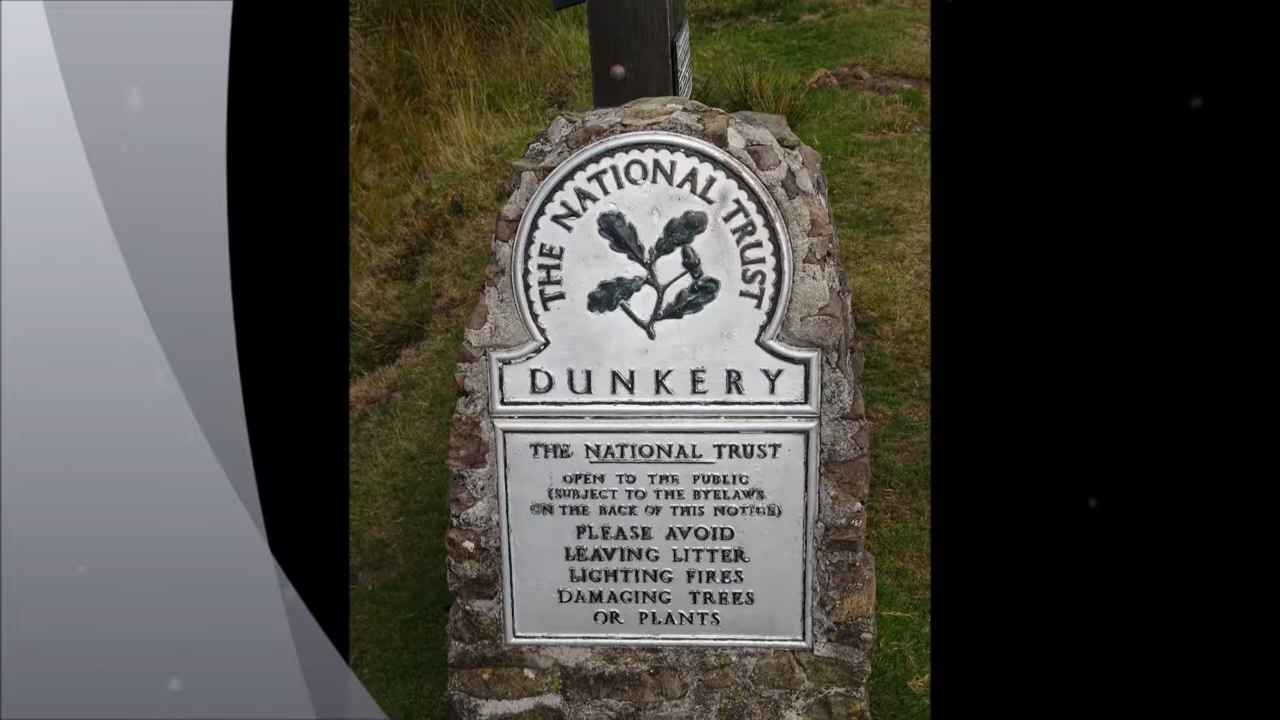 THE NATIONAL TRUST
DUNKERY
THE NATIONAL TRUST
OPEN TO THE PUBLIC
(SUBJECT TO THE BYELAWS
ON THE BACK OF THIS NOTICE)
PLEASE AVOID
LEAVING LITTER
LIGHTING FIRES
DAMAGING TREES
OR PLANTS